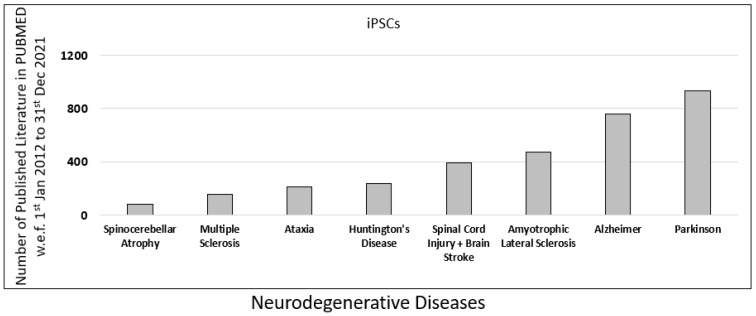 iPSCs
Number of Published Literature in PUBMED
w.e.f. 1st Jan 2012 to 31st Dec 2021
1200
800
400
0
Spinocerebellar
Atrophy
Multiple
Sclerosis
Ataxia
Huntington's
Disease
Spinal Cord
Injury + Brain
Stroke
Amyotrophic
Lateral Sclerosis
Alzheimer
Parkinson
Neurodegenerative Diseases